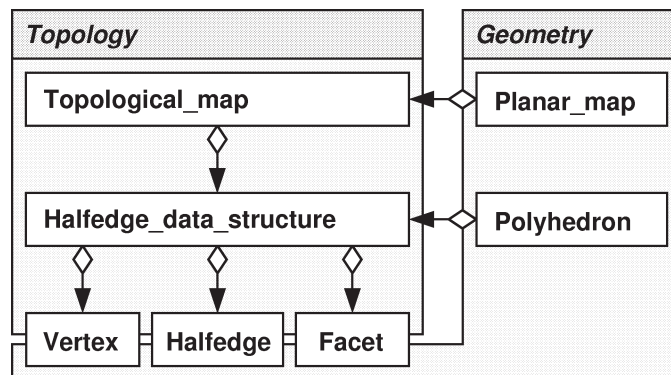 Topology
Geometry
Topological_map
Planar_map
Halfedge_data_structure
Polyhedron
Vertex
Halfedge
Facet